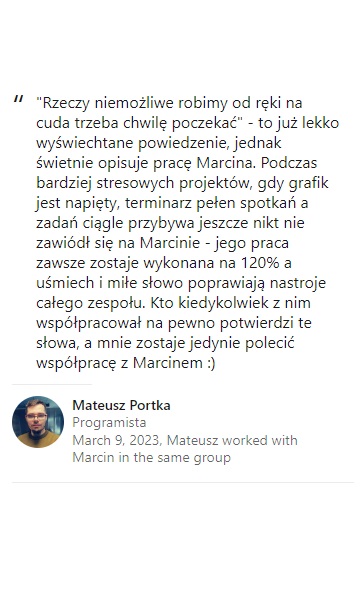 "
"Rzeczy niemożliwe robimy od ręki na
cuda trzeba chwilę poczekać" - to już lekko
wyświechtane powiedzenie, jednak
świetnie opisuje pracę Marcina. Podczas
bardziej stresowych projektów, gdy grafik
jest napięty, terminarz pełen spotkań a
zadań ciągle przybywa jeszcze nikt nie
zawiódł się na Marcinie - jego praca
zawsze zostaje wykonana na 120% a
uśmiech i miłe słowo poprawiają nastroje
całego zespołu. Kto kiedykolwiek z nim
współpracował na pewno potwierdzi te
słowa, a mnie zostaje jedynie polecić
współpracę z Marcinem :)
Mateusz Portka
Programista
March 9, 2023, Mateusz worked with
Marcin in the same group